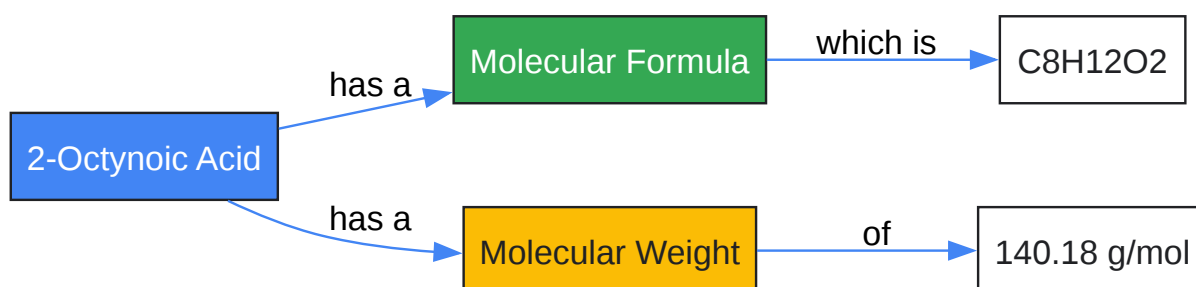 has a
Molecular Formula
which is
C8H12O2
2-Octynoic Acid
has a
Molecular Weight
of
140.18 g/mol